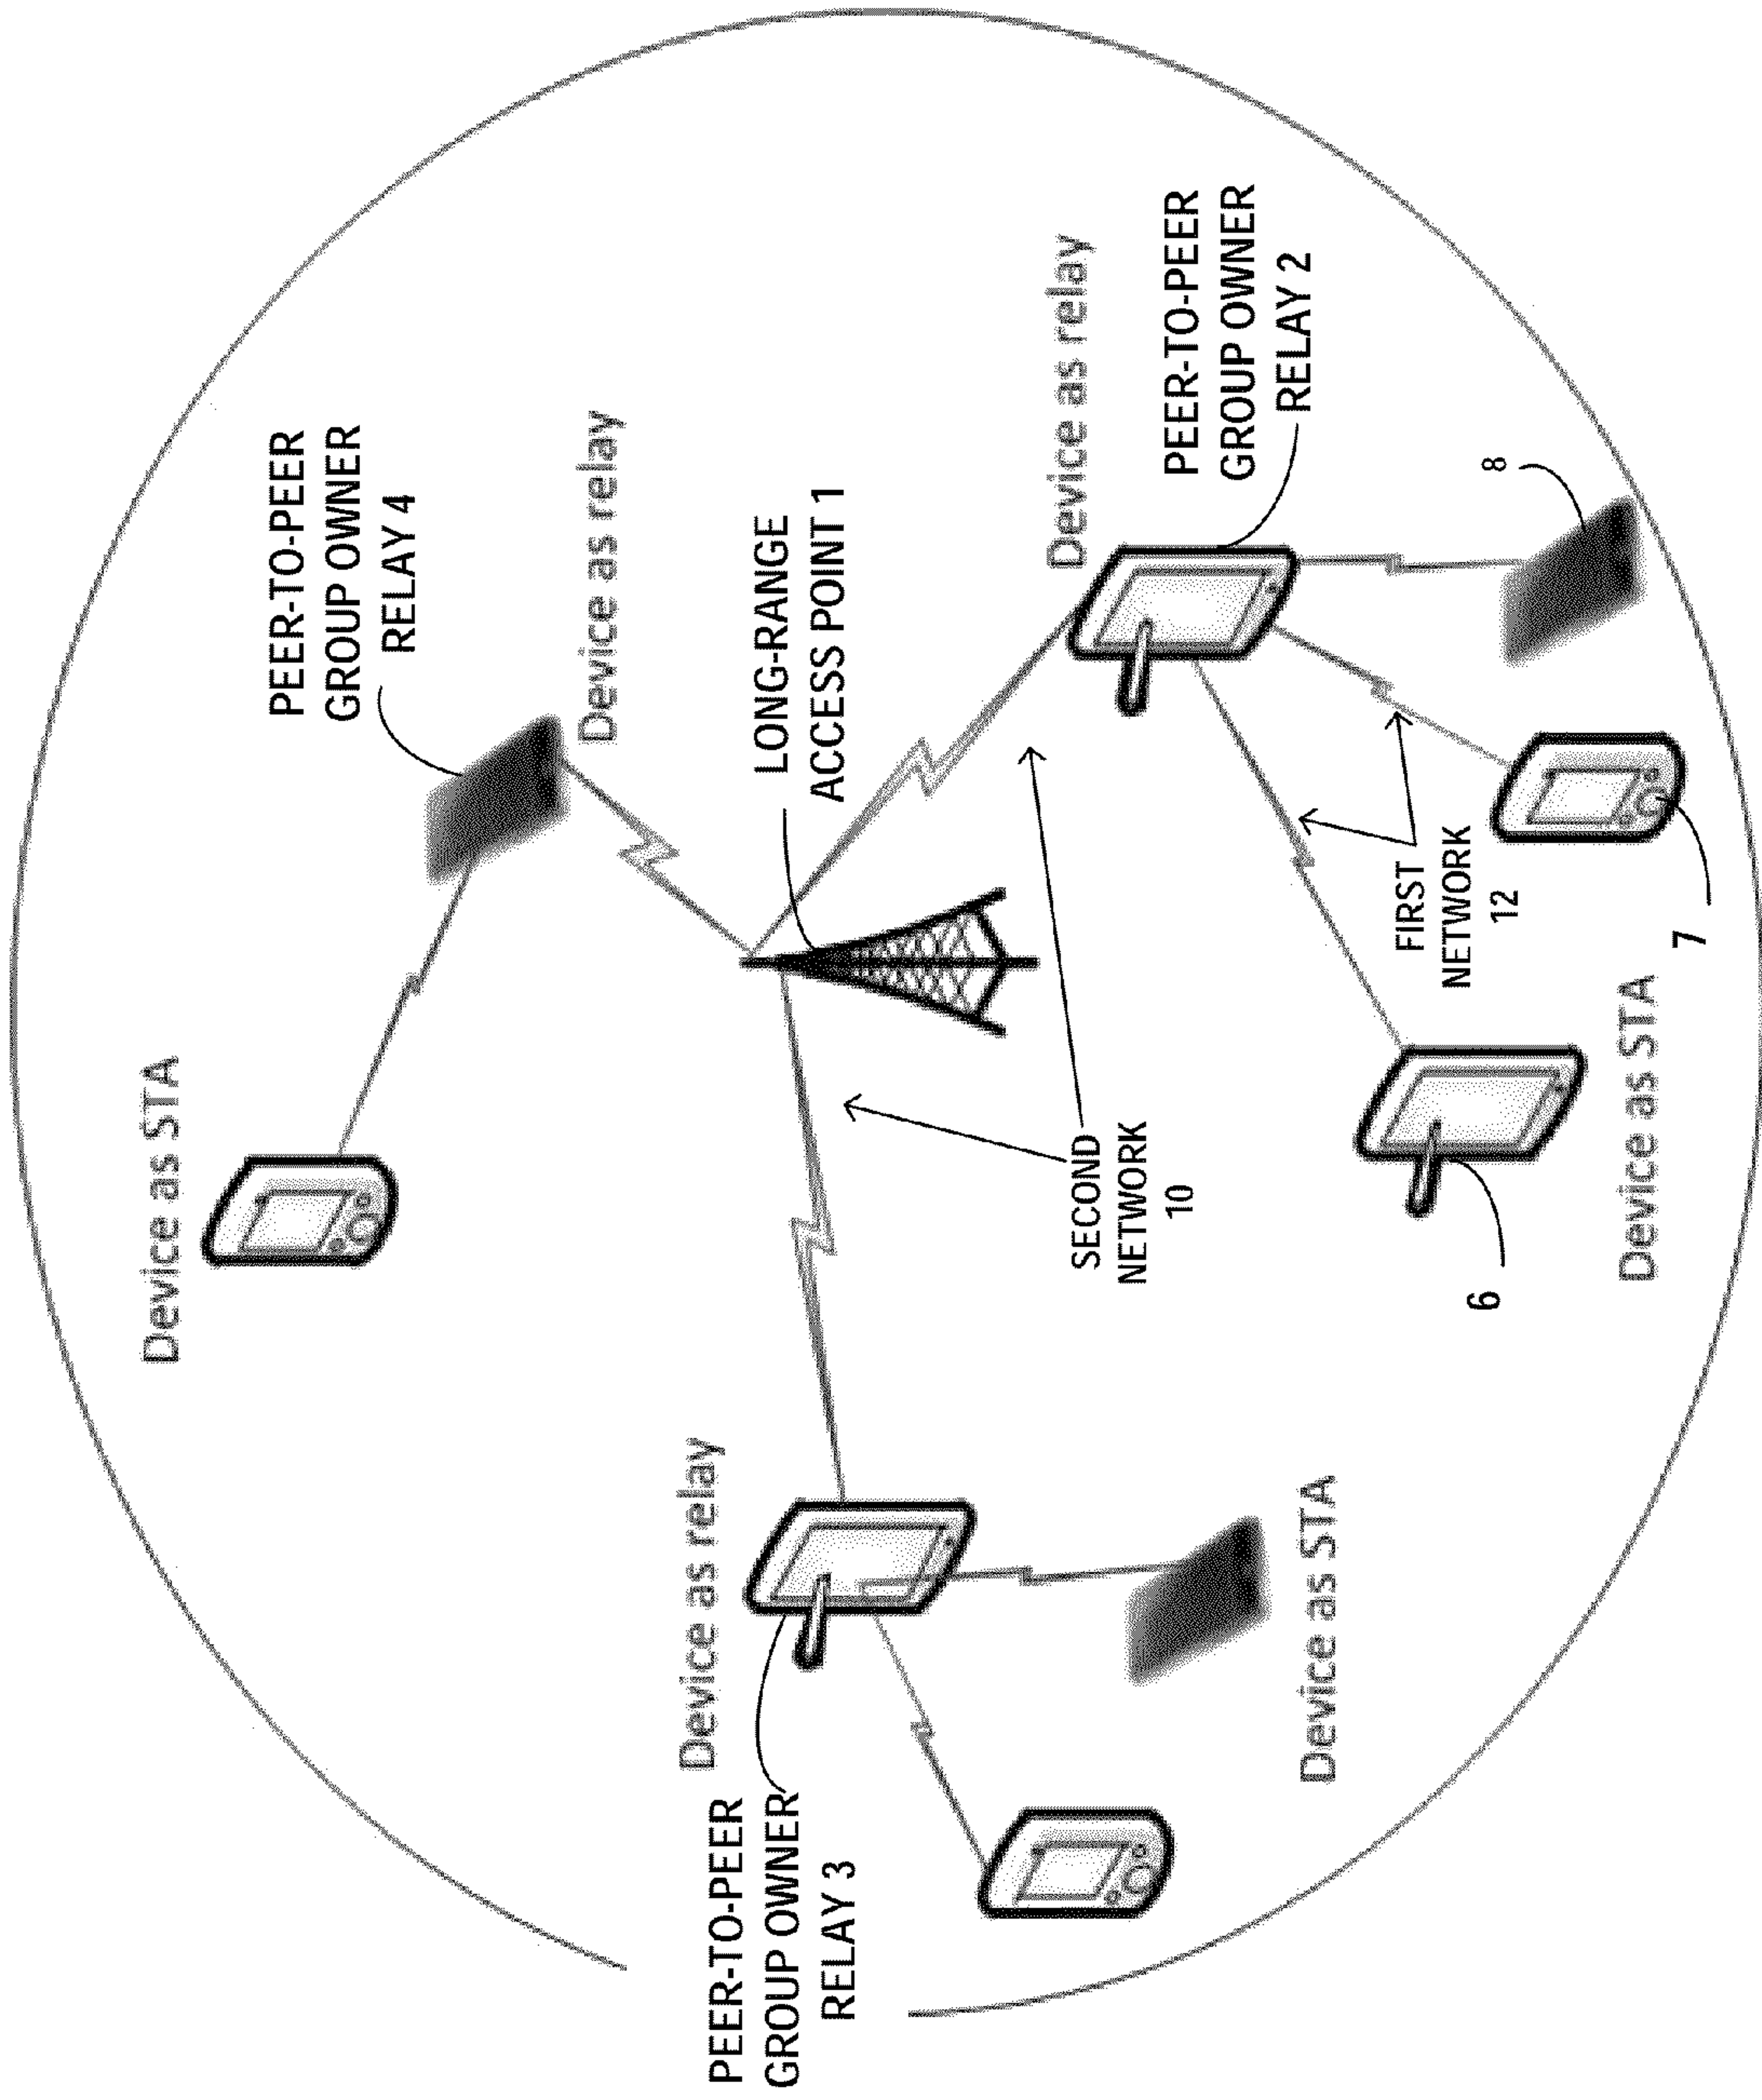 Device as STA
PEER-TO-PEER
GROUP OWNER
RELAY 4
Device as relay
PEER-TO-PEER
GROUP OWNER
RELAY 3
Device as relay
LONG-RANGE
ACCESS POINT 1
Device as relay
PEER-TO-PEER
GROUP OWNER
RELAY 2
SECOND
NETWORK
10
Device as STA
FIRST
NETWORK
12
6
7
8
Device as STA